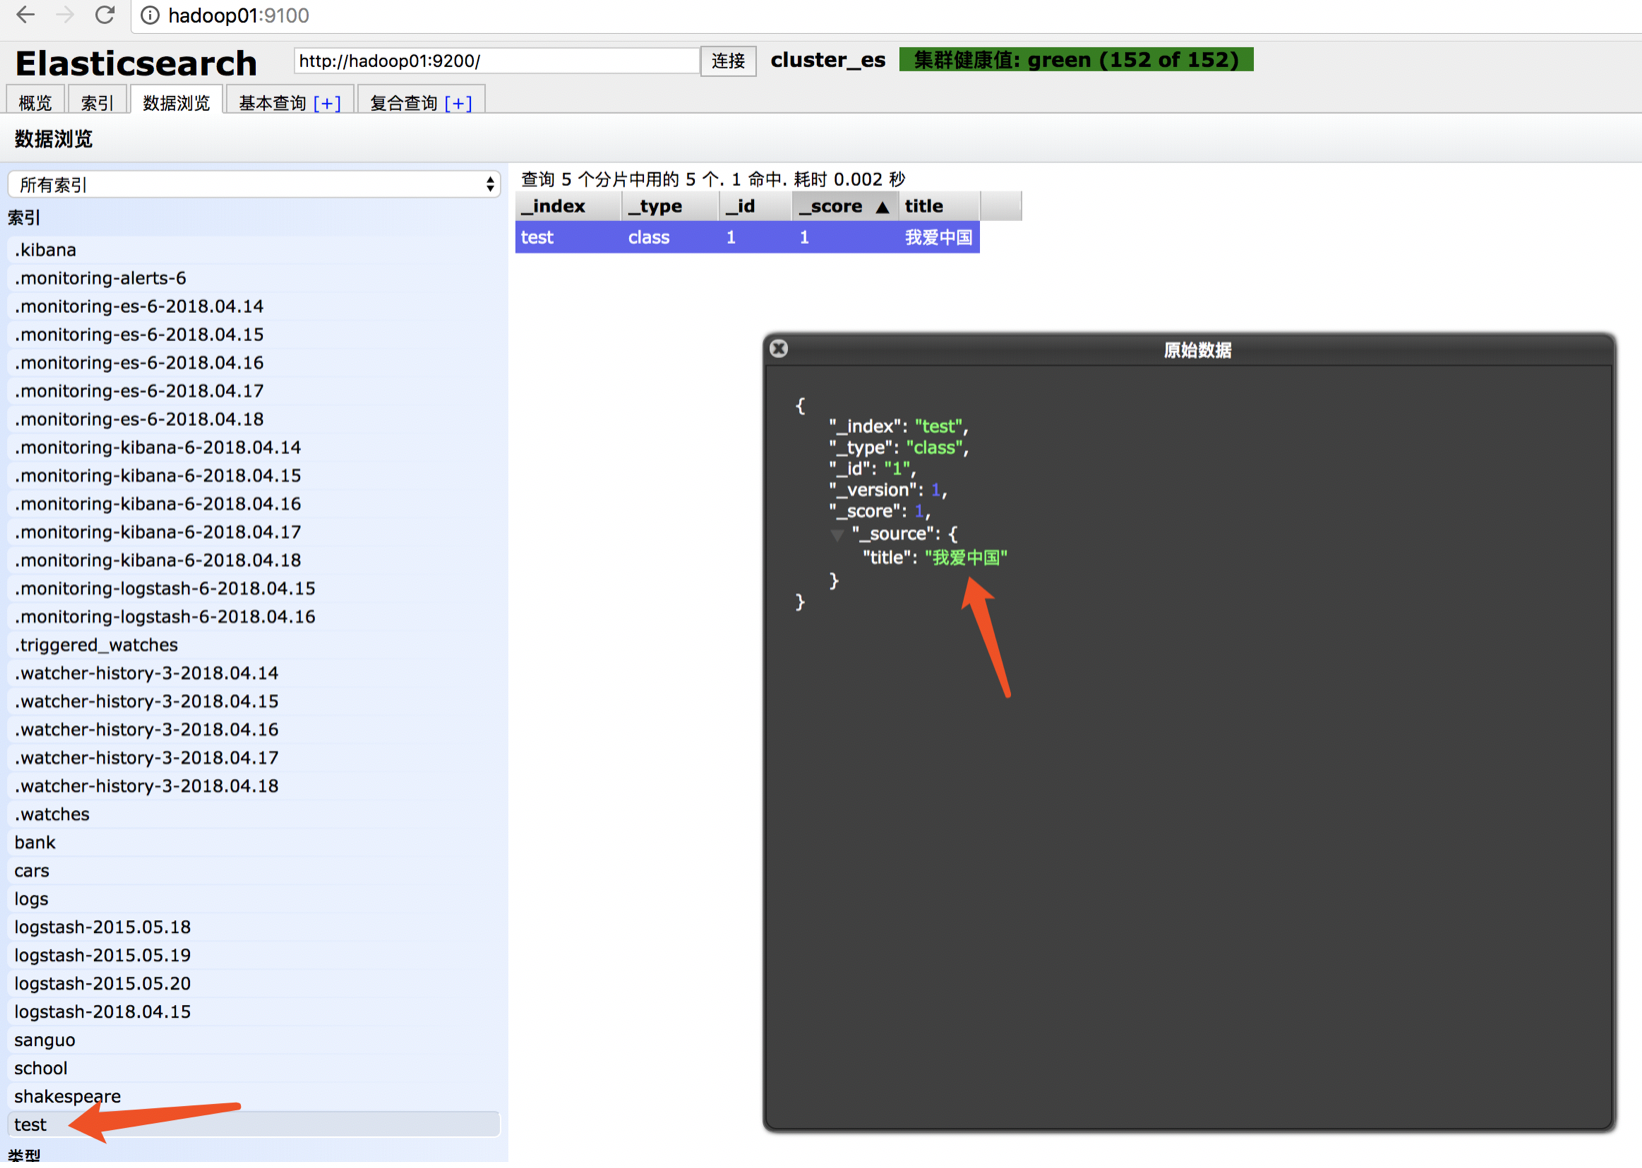 hadoop01:9100
Elasticsearch http://hadoop01:9200/ 连接 cluster_es 集群健康值: green (152 of 152)
概览 索引 数据浏览 基本查询 [+] 复合查询 [+]
数据浏览
所有索引
索引
.kibana
.monitoring-alerts-6
.monitoring-es-6-2018.04.14
.monitoring-es-6-2018.04.15
.monitoring-es-6-2018.04.16
.monitoring-es-6-2018.04.17
.monitoring-es-6-2018.04.18
.monitoring-kibana-6-2018.04.14
.monitoring-kibana-6-2018.04.15
.monitoring-kibana-6-2018.04.16
.monitoring-kibana-6-2018.04.17
.monitoring-kibana-6-2018.04.18
.monitoring-logstash-6-2018.04.15
.monitoring-logstash-6-2018.04.16
.triggered_watches
.watcher-history-3-2018.04.14
.watcher-history-3-2018.04.15
.watcher-history-3-2018.04.16
.watcher-history-3-2018.04.17
.watcher-history-3-2018.04.18
.watches
bank
cars
logs
logstash-2015.05.18
logstash-2015.05.19
logstash-2015.05.20
logstash-2018.04.15
sanguo
school
shakespeare
test
类型
查询 5 个分片中用的 5 个. 1 命中. 耗时 0.002 秒
_index _type _id _score ▲ title
test class 1 1 我爱中国
原始数据
{
"_index": "test",
"_type": "class",
"_id": "1",
"_version": 1,
"_score": 1,
"_source": {
"title": "我爱中国"
}
}